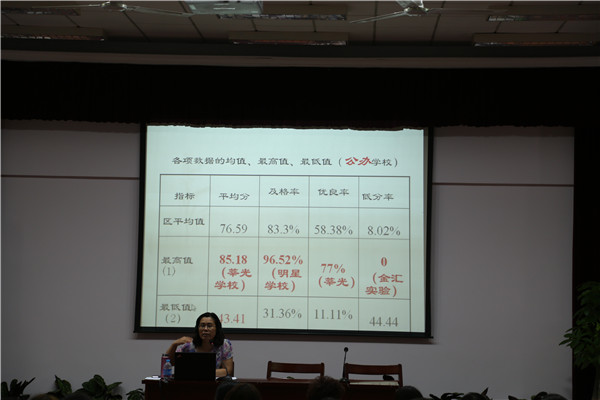 各项数据的均值、最高值、最低值（公办学校）
指标 平均分 及格率 优良率 低分率
区平均值 76.59 83.3% 58.38% 8.02%
最高值 85.18 96.52% 77% 0
(1) （莘光 （明星 （莘光） （金汇
学校） 学校） 实验）
最低值 31.36% 11.11% 44.44
(2) 43.41